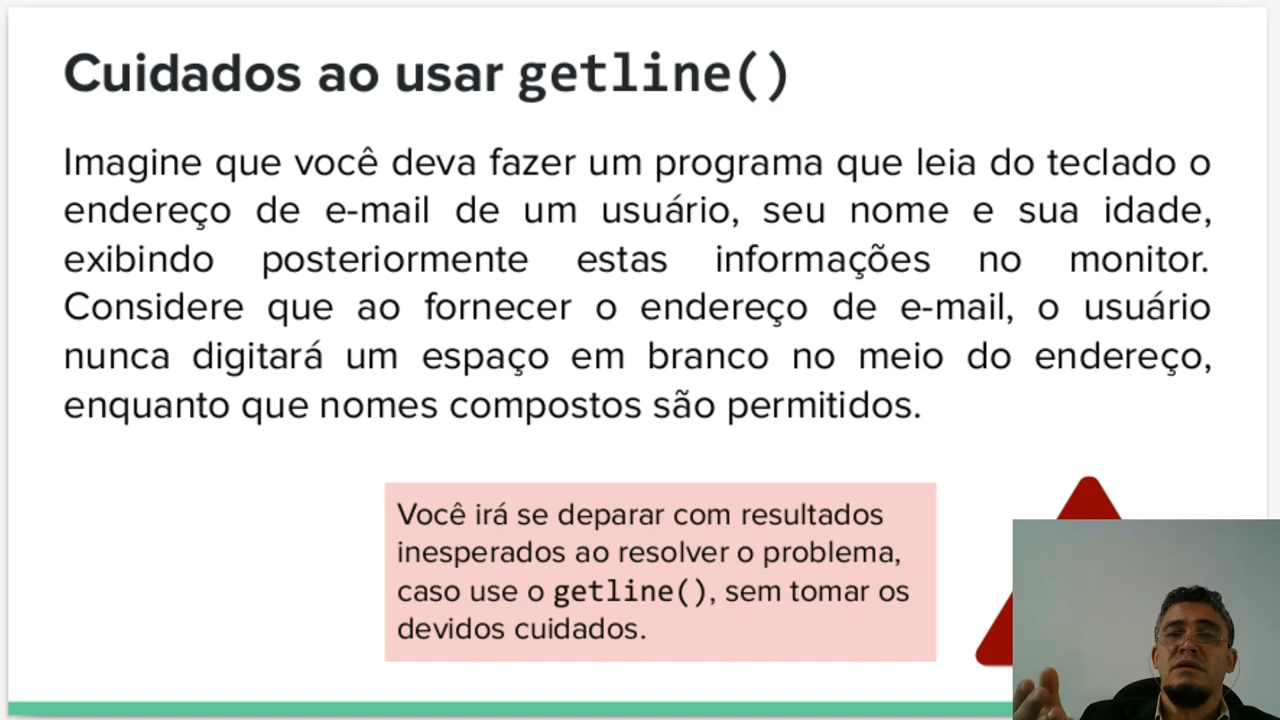 Cuidados ao usar getline()
Imagine que você deva fazer um programa que leia do teclado o
endereço de e-mail de um usuário, seu nome e sua idade,
exibindo posteriormente estas informações no monitor.
Considere que ao fornecer o endereço de e-mail, o usuário
nunca digitará um espaço em branco no meio do endereço,
enquanto que nomes compostos são permitidos.
Você irá se deparar com resultados
inesperados ao resolver o problema,
caso use o getline(), sem tomar os
devidos cuidados.